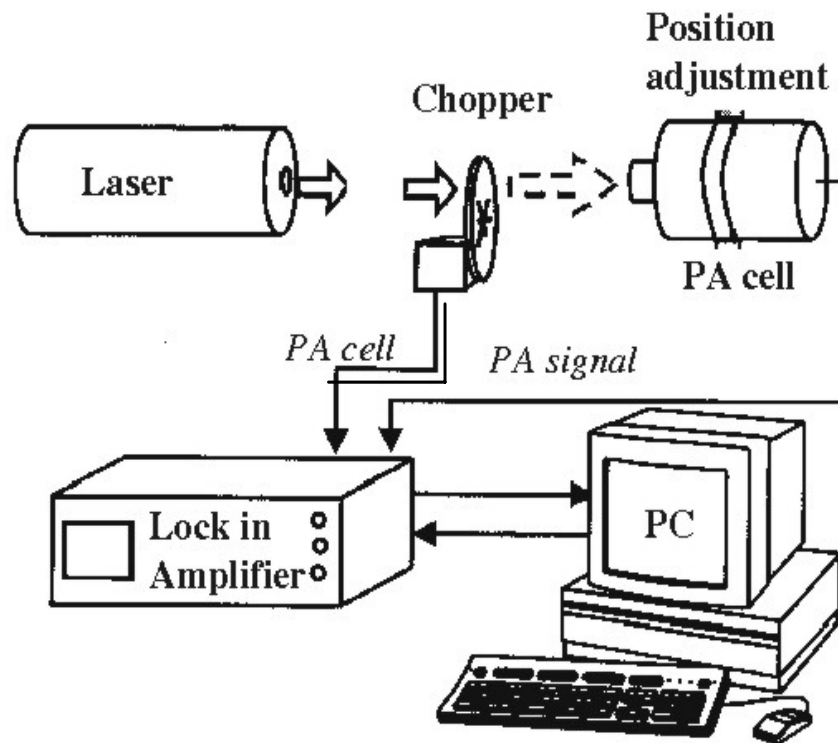 Position
adjustment
Chopper
Laser
PA cell
PA cell
PA signal
Lock in
Amplifier
PC